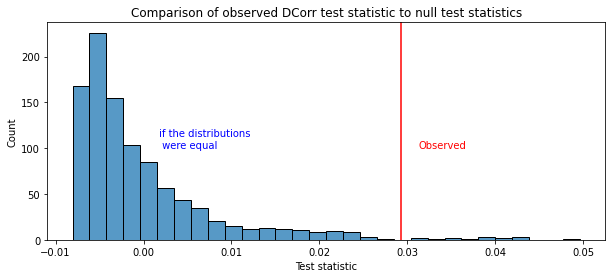 Comparison of observed DCorr test statistic to null test statistics
200
150
100
50
0
Count
if the distributions
were equal
Observed
−0.01 0.00 0.01 0.02 0.03 0.04 0.05
Test statistic